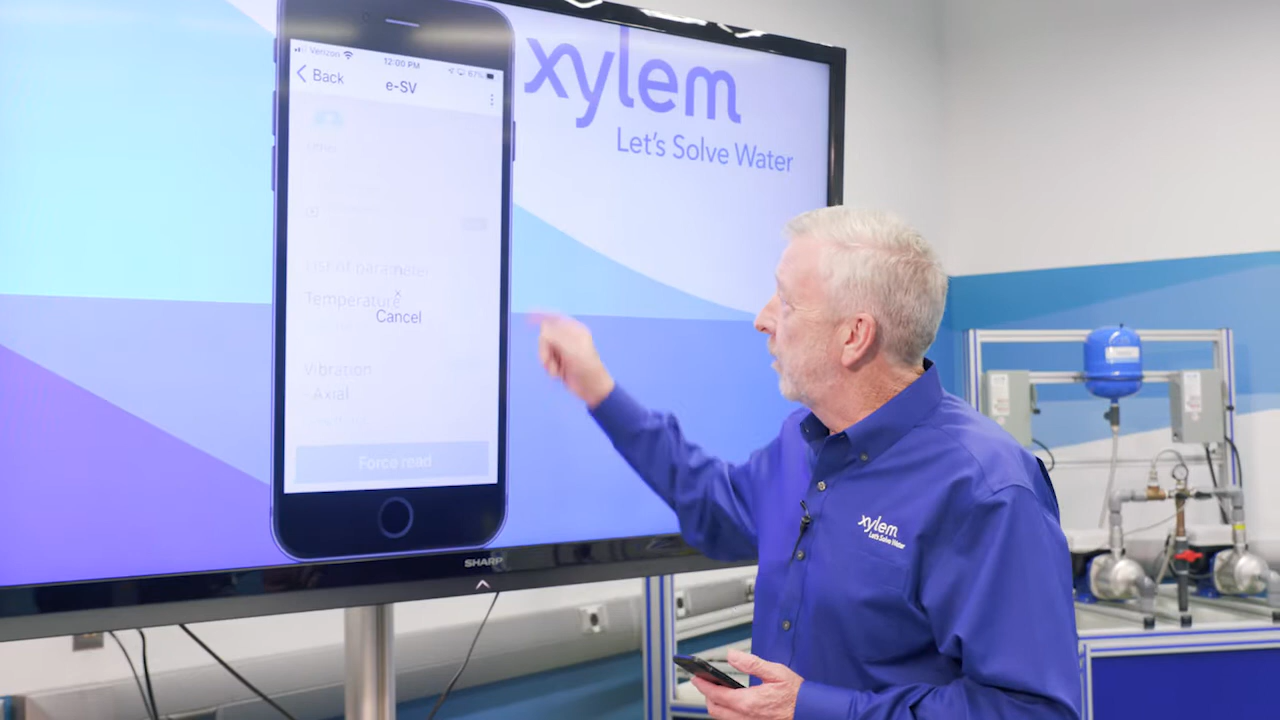 Verizon
12:00 PM
67%
Back
e-SV
xylem
Let's Solve Water
List of parameter
Temperature
Cancel
Vibration
-Axial
Force read
SHARP
xylem
Let's Solve Water